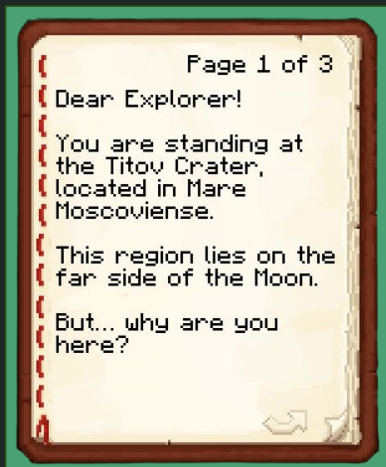 Page 1 of 3
Dear Explorer!
You are standing at
the Titov Crater,
located in Mare
Moscoviense.
This region lies on the
far side of the Moon.
But... why are you
here?